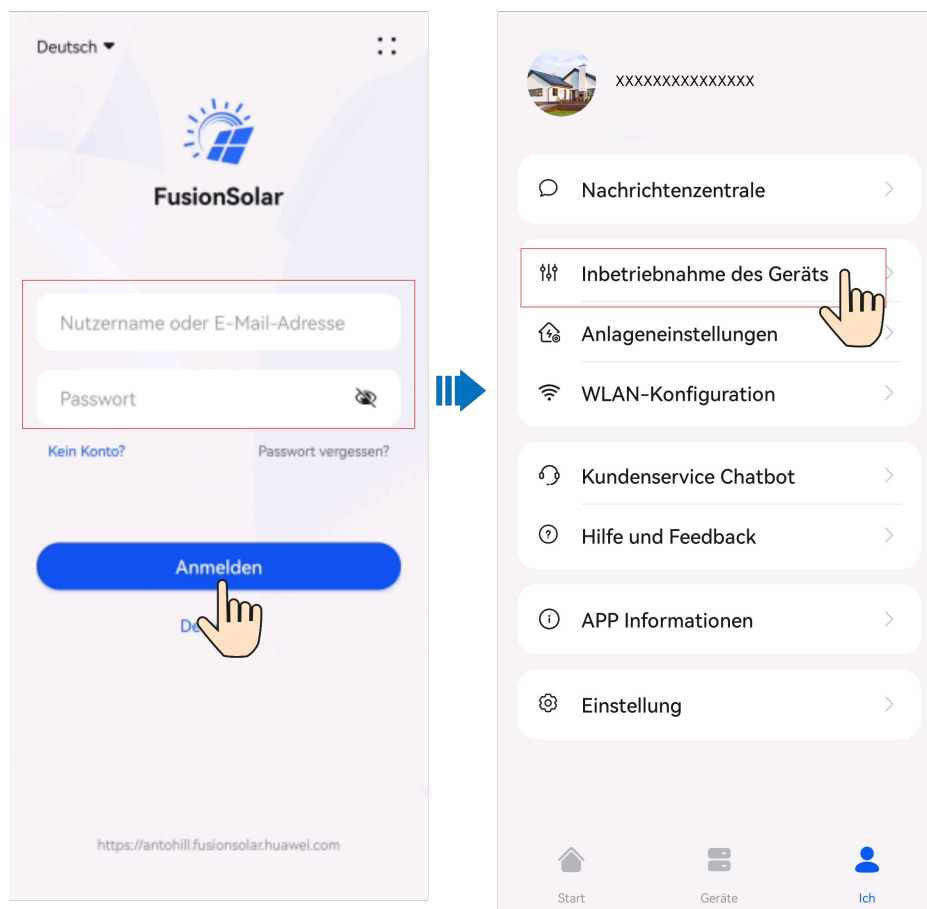 Deutsch
FusionSolar
Nutzername oder E-Mail-Adresse
Passwort
Kein Konto?
Passwort vergessen?
Anmelden
https://antohill.fusionsolar.huawei.com
XXXXXXXXXXXXXXX
Nachrichtenzentrale
Inbetriebnahme des Geräts
Anlageneinstellungen
WLAN-Konfiguration
Kundenservice Chatbot
Hilfe und Feedback
APP Informationen
Einstellung
Start
Geräte
Ich